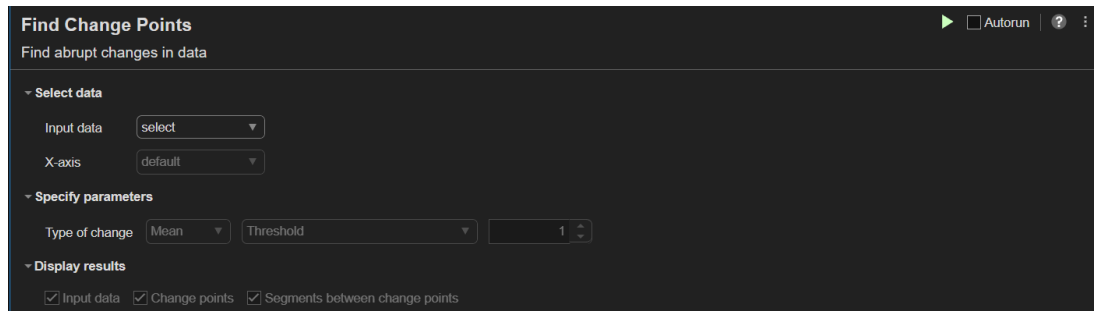 Find Change Points
Autorun
?
Find abrupt changes in data
Select data
Input data select
X-axis default
Specify parameters
Type of change Mean Threshold 1
Display results
Input data Change points Segments between change points